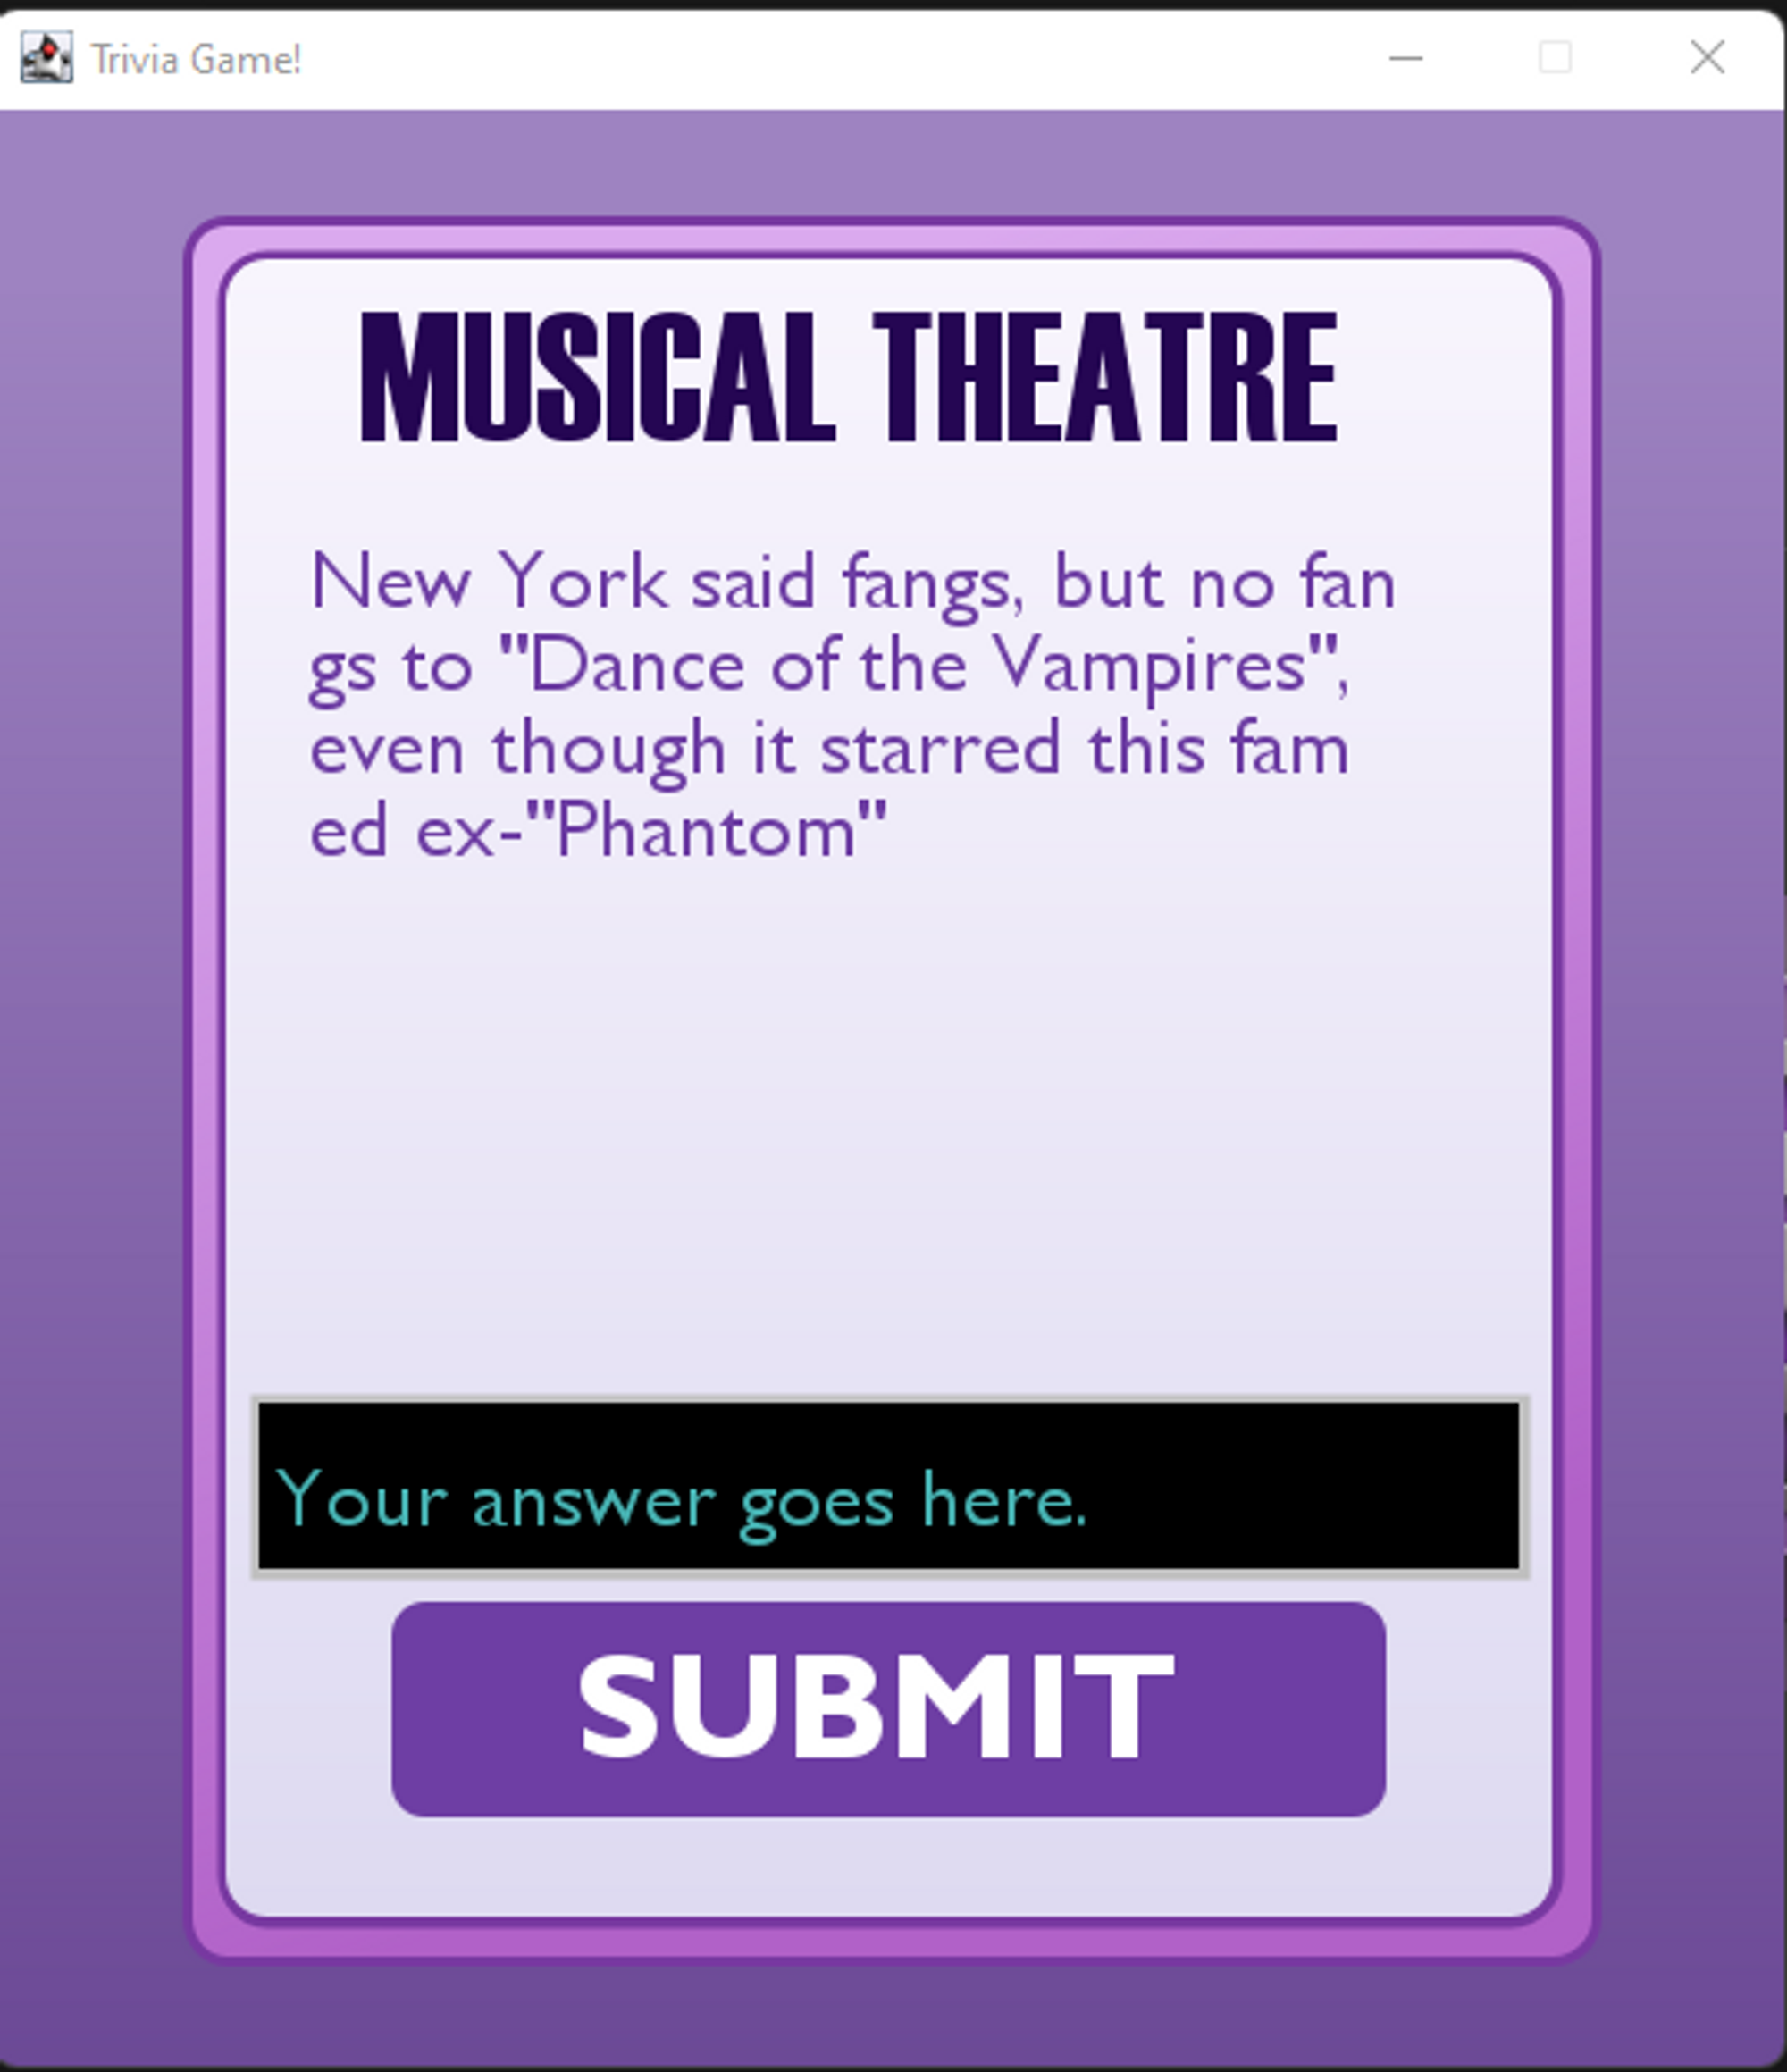 Trivia Game!
MUSICAL THEATRE
New York said fangs, but no fan
gs to "Dance of the Vampires",
even though it starred this fam
ed ex-"Phantom"
Your answer goes here.
SUBMIT